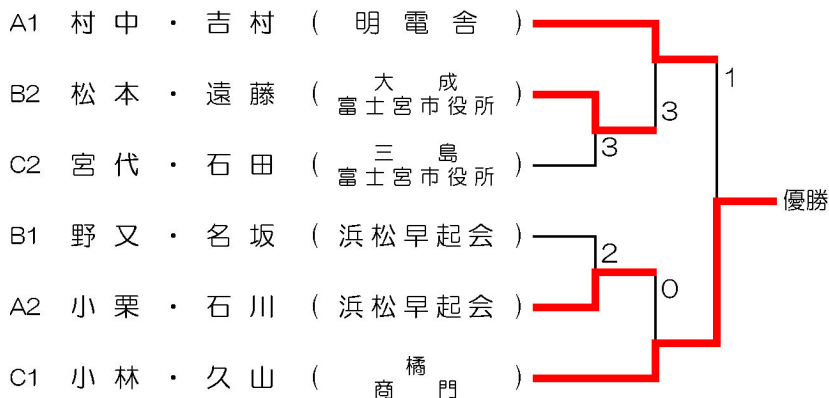 A1 村中・吉村（明電舎）
1
B2 松本・遠藤（大成 富士宮市役所）
3
3
C2 宮代・石田（三島 富士宮市役所）
優勝
B1 野又・名坂（浜松早起会）
2
0
A2 小栗・石川（浜松早起会）
C1 小林・久山（橘 商門）